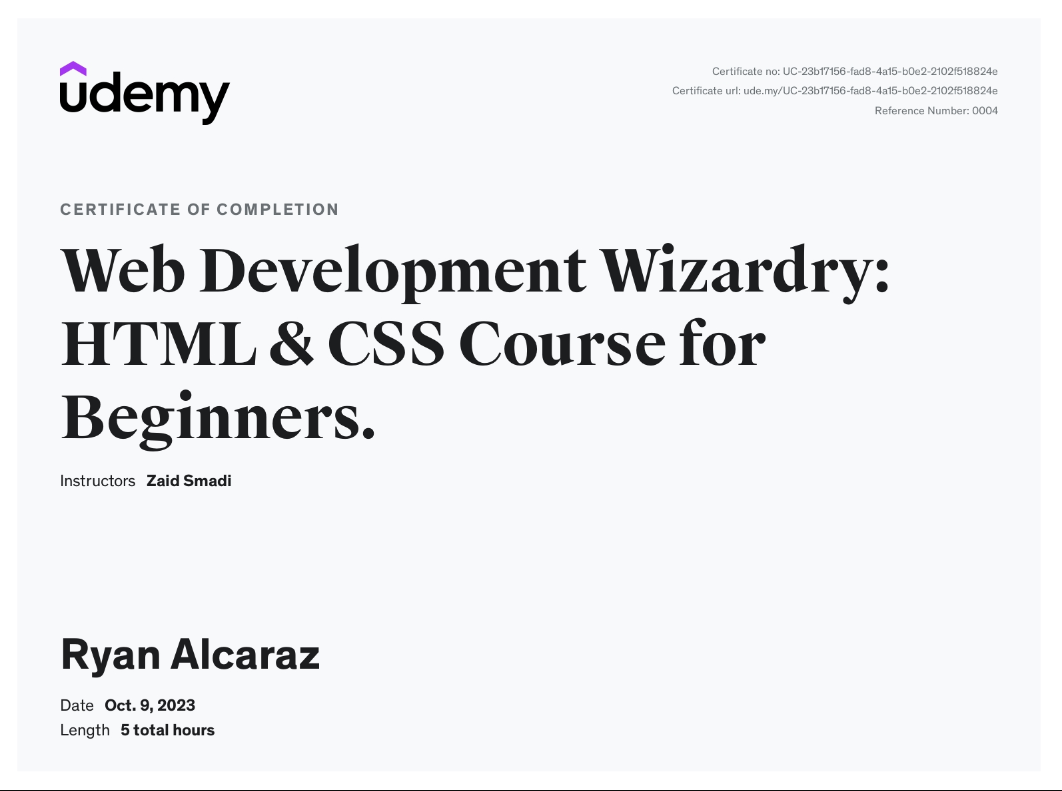 udemy
Certificate no: UC-23b17156-fad8-4a15-b0e2-2102f518824e
Certificate url: ude.my/UC-23b17156-fad8-4a15-b0e2-2102f518824e
Reference Number: 0004
CERTIFICATE OF COMPLETION
Web Development Wizardry:
HTML & CSS Course for
Beginners.
Instructors Zaid Smadi
Ryan Alcaraz
Date Oct. 9, 2023
Length 5 total hours